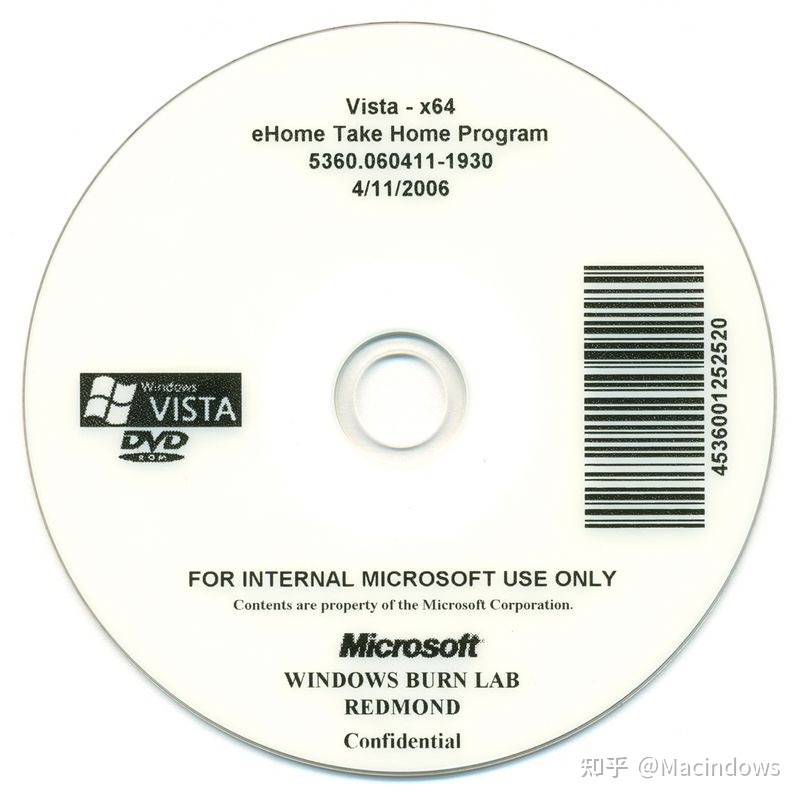 Vista - x64
eHome Take Home Program
5360.060411-1930
4/11/2006
Windows
VISTA
DVD
ROM
4536001252520
FOR INTERNAL MICROSOFT USE ONLY
Contents are property of the Microsoft Corporation.
Microsoft
WINDOWS BURN LAB
REDMOND
Confidential
知乎 @Macindows